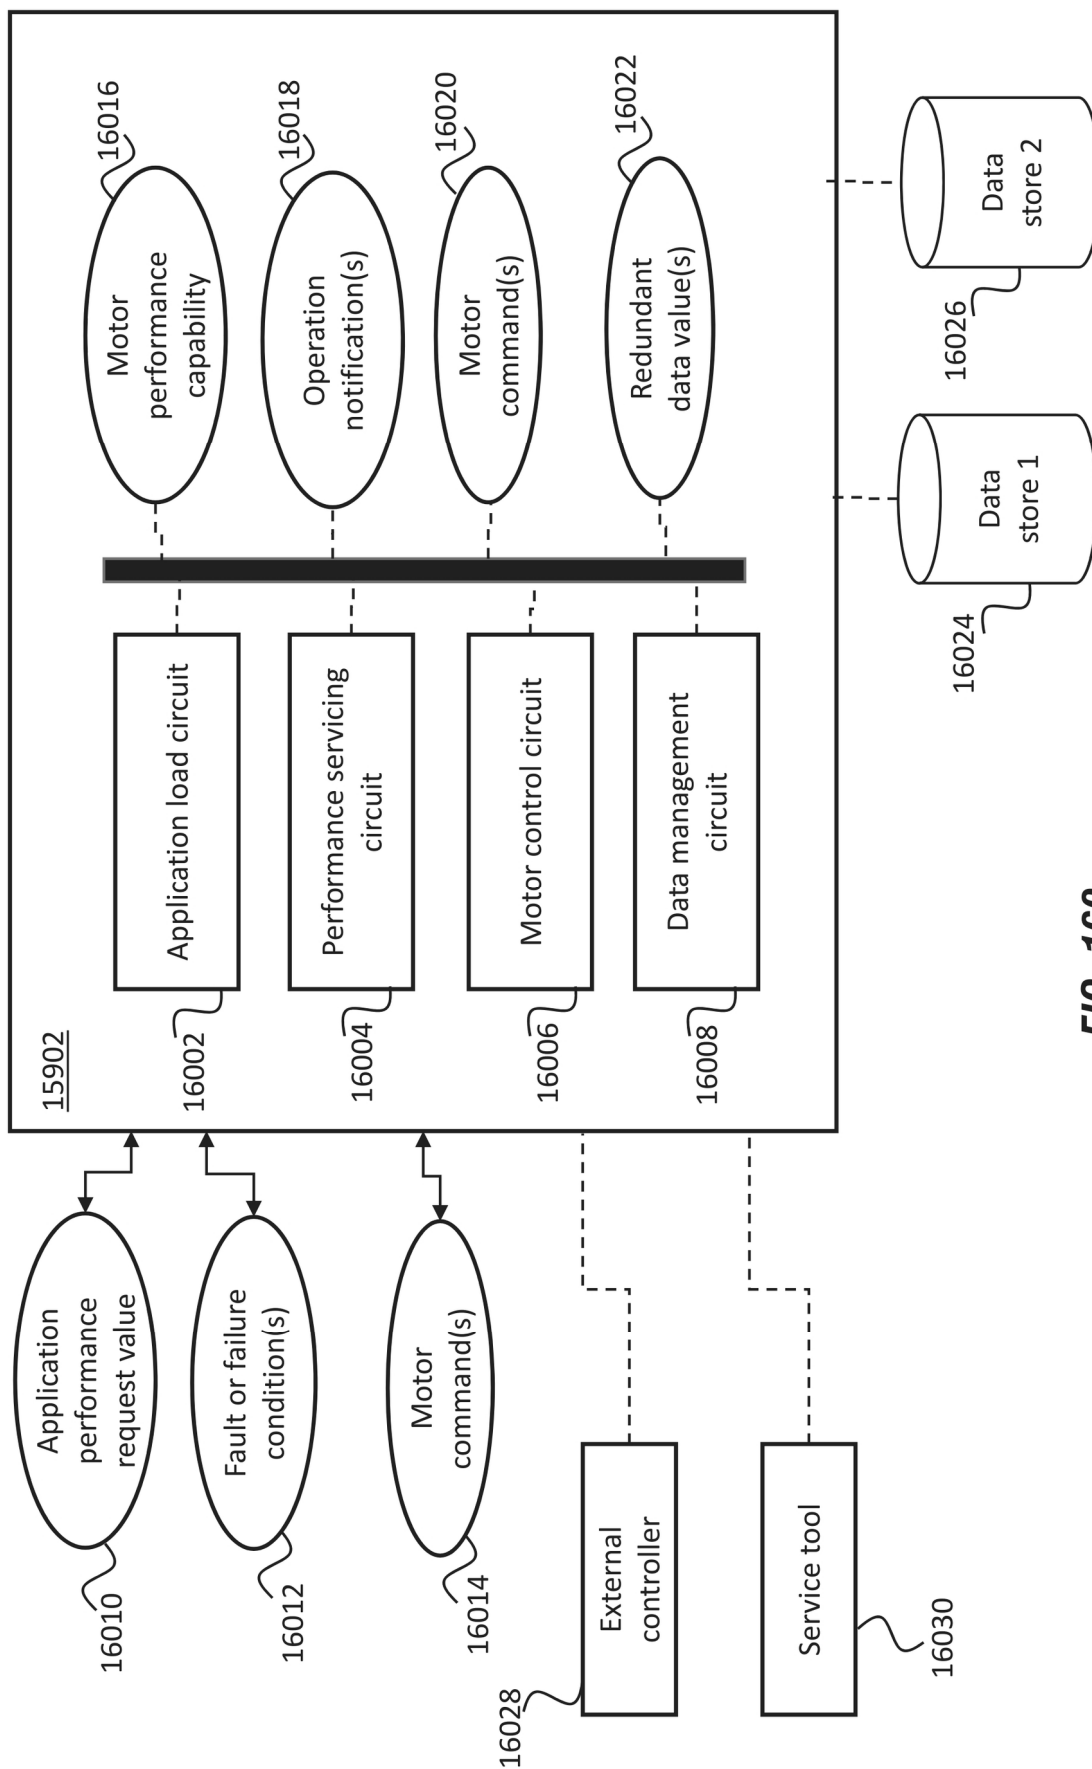 15902
Application
performance
request value
16010
Fault or failure
condition(s)
16012
Motor
command(s)
16014
External
controller
16028
Service tool
16030
Application load circuit
16002
Performance servicing
circuit
16004
Motor control circuit
16006
Data management
circuit
16008
Motor
performance
capability
16016
Operation
notification(s)
16018
Motor
command(s)
16020
Redundant
data value(s)
16022
Data
store 1
16024
Data
store 2
16026